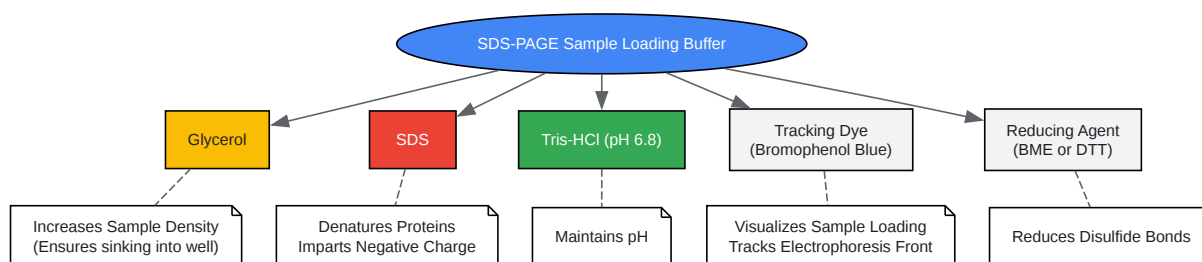 SDS-PAGE Sample Loading Buffer
Glycerol
SDS
Tris-HCl (pH 6.8)
Tracking Dye
(Bromophenol Blue)
Reducing Agent
(BME or DTT)
Increases Sample Density
(Ensures sinking into well)
Denatures Proteins
Imparts Negative Charge
Maintains pH
Visualizes Sample Loading
Tracks Electrophoresis Front
Reduces Disulfide Bonds